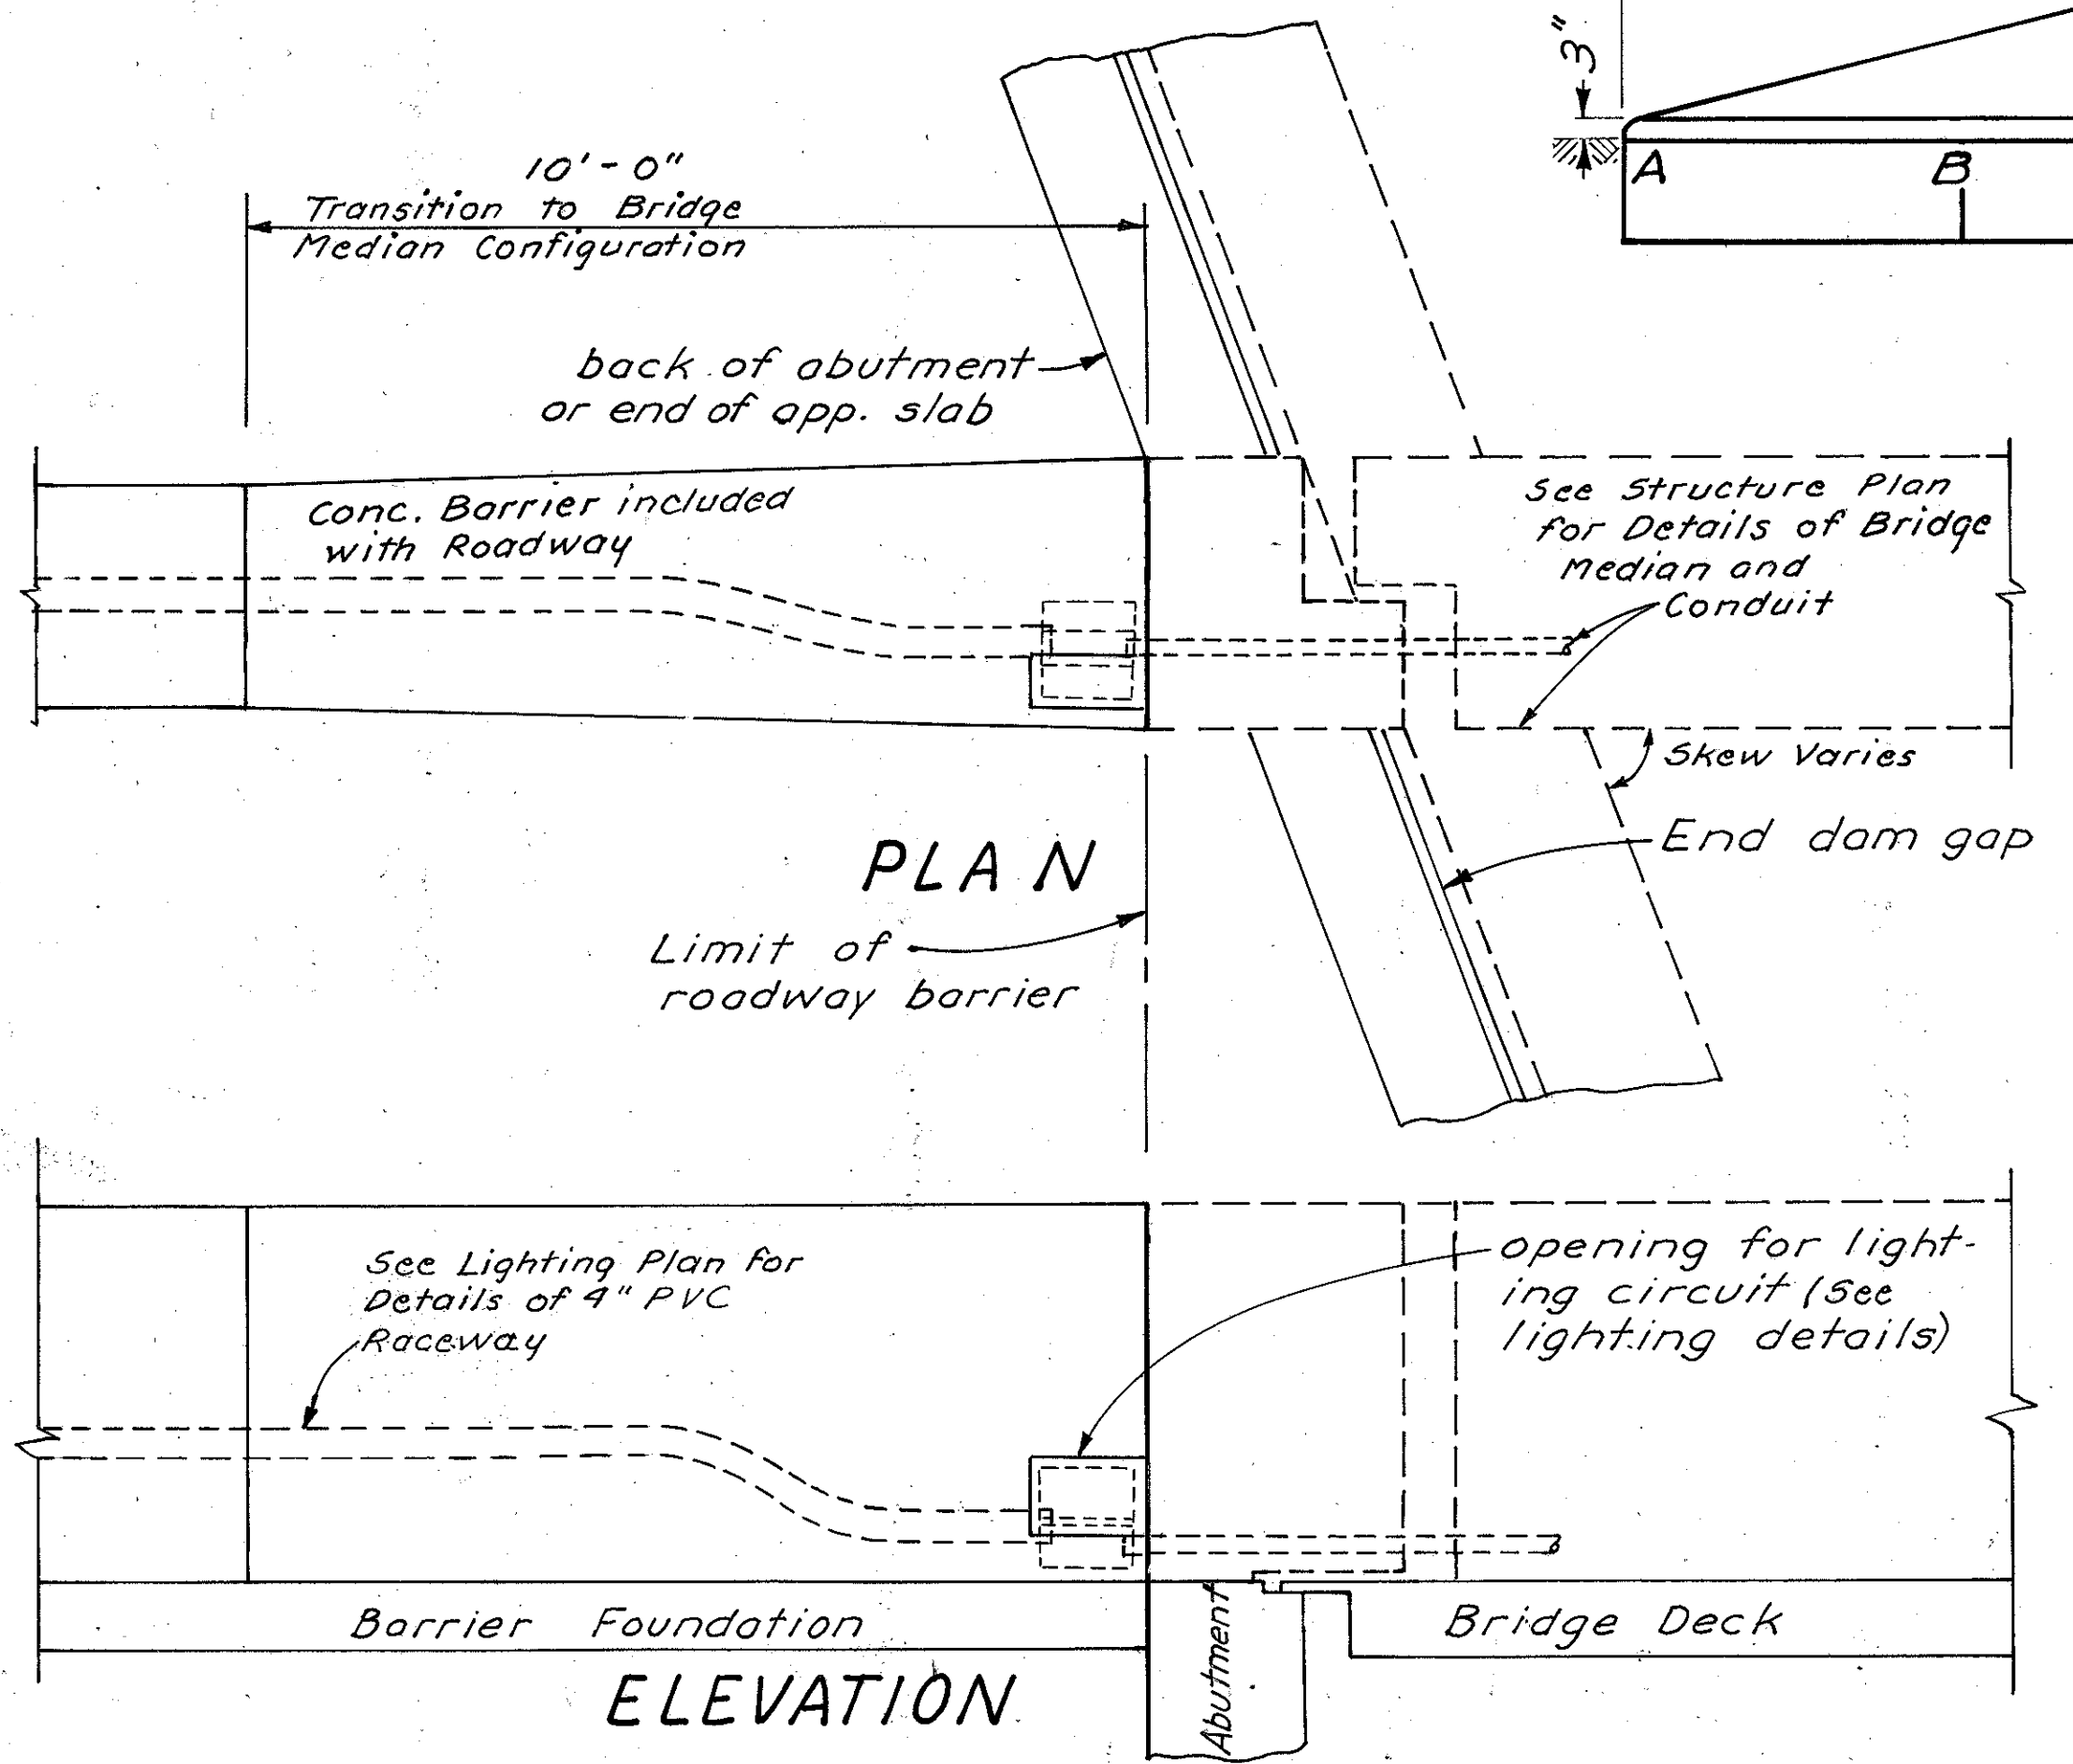 3"
A
B
10'-0"
Transition to Bridge
Median Configuration
back of abutment
or end of app. slab
Conc. Barrier included
with Roadway
See Structure Plan
for Details of Bridge
Median and
Conduit
Skew Varies
End dam gap
PLAN
Limit of
roadway barrier
See Lighting Plan for
Details of 4" PVC
Raceway
opening for light-
ing circuit (See
lighting details)
Barrier Foundation
Abutment
Bridge Deck
ELEVATION